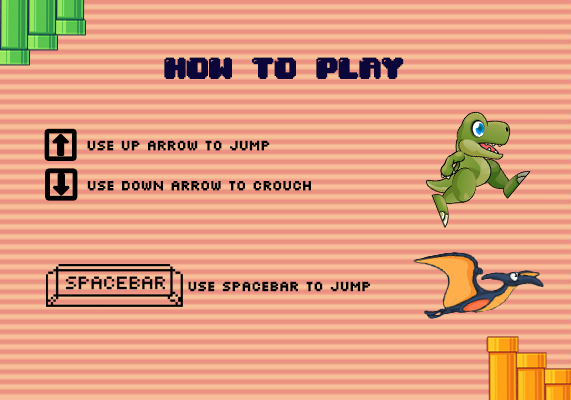 HOW TO PLAY
USE UP ARROW TO JUMP
USE DOWN ARROW TO CROUCH
SPACEBAR USE SPACEBAR TO JUMP